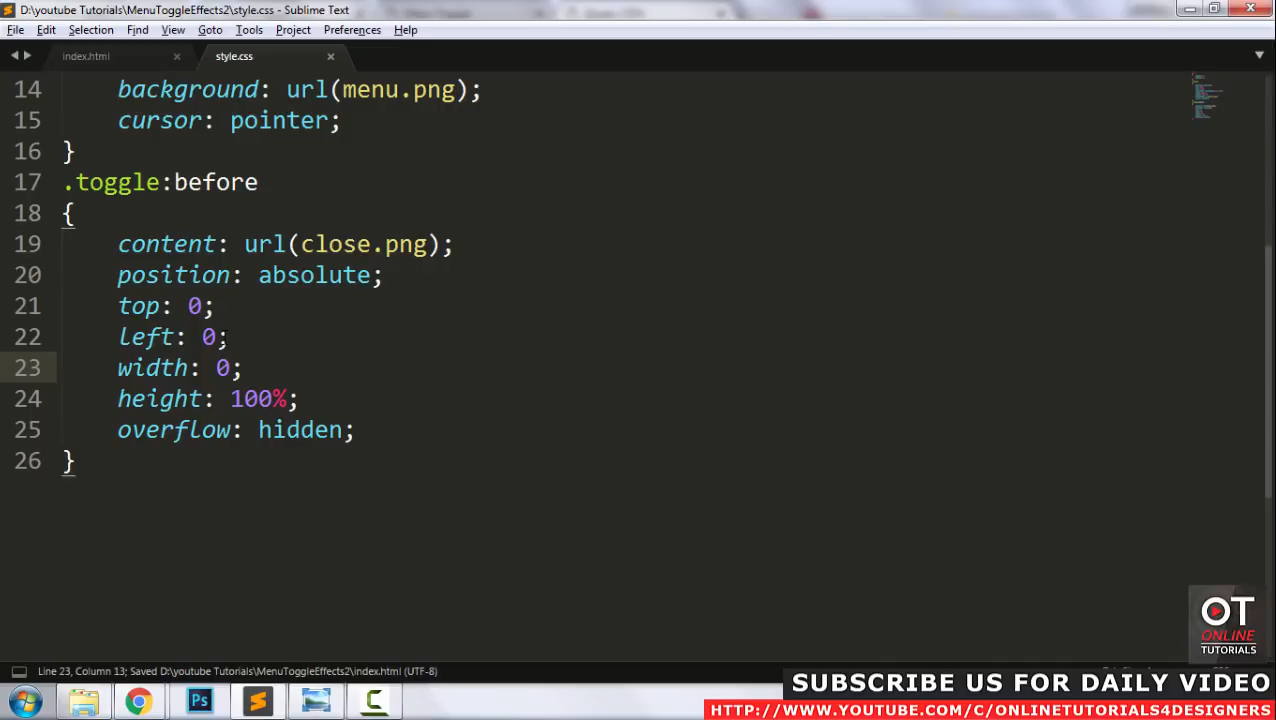 D:\youtube Tutorials\MenuToggleEffects2\style.css - Sublime Text
File Edit Selection Find View Goto Tools Project Preferences Help
index.html × style.css ×
14 background: url(menu.png);
15 cursor: pointer;
16 }
17 .toggle:before
18 {
19 content: url(close.png);
20 position: absolute;
21 top: 0;
22 left: 0;
23 width: 0;
24 height: 100%;
25 overflow: hidden;
26 }
OT
ONLINE
TUTORIALS
Line 23, Column 13; Saved D:\youtube Tutorials\MenuToggleEffects2\index.html (UTF-8)
SUBSCRIBE US FOR DAILY VIDEO
Ps
HTTP://WWW.YOUTUBE.COM/C/ONLINETUTORIALS4DESIGNERS